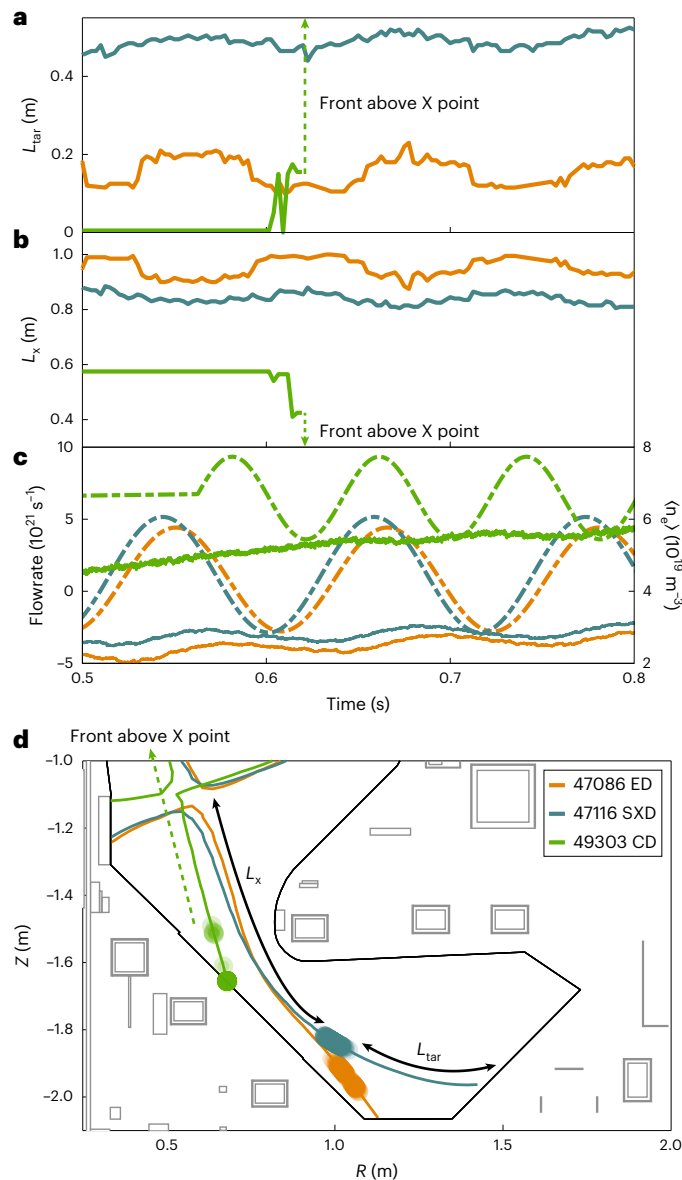 a
0.4
0.2
0
L_tar (m)
Front above X point
b
1.0
0.8
0.6
0.4
L_x (m)
Front above X point
c
10
5
0
−5
Flowrate (10^21 s^−1)
8
6
4
2
⟨n_e⟩ (10^19 m^−3)
0.5 0.6 0.7 0.8
Time (s)
d
Front above X point
−1.0
−1.2
−1.4
−1.6
−1.8
−2.0
Z (m)
47086 ED
47116 SXD
49303 CD
L_x
L_tar
0.5 1.0 1.5 2.0
R (m)